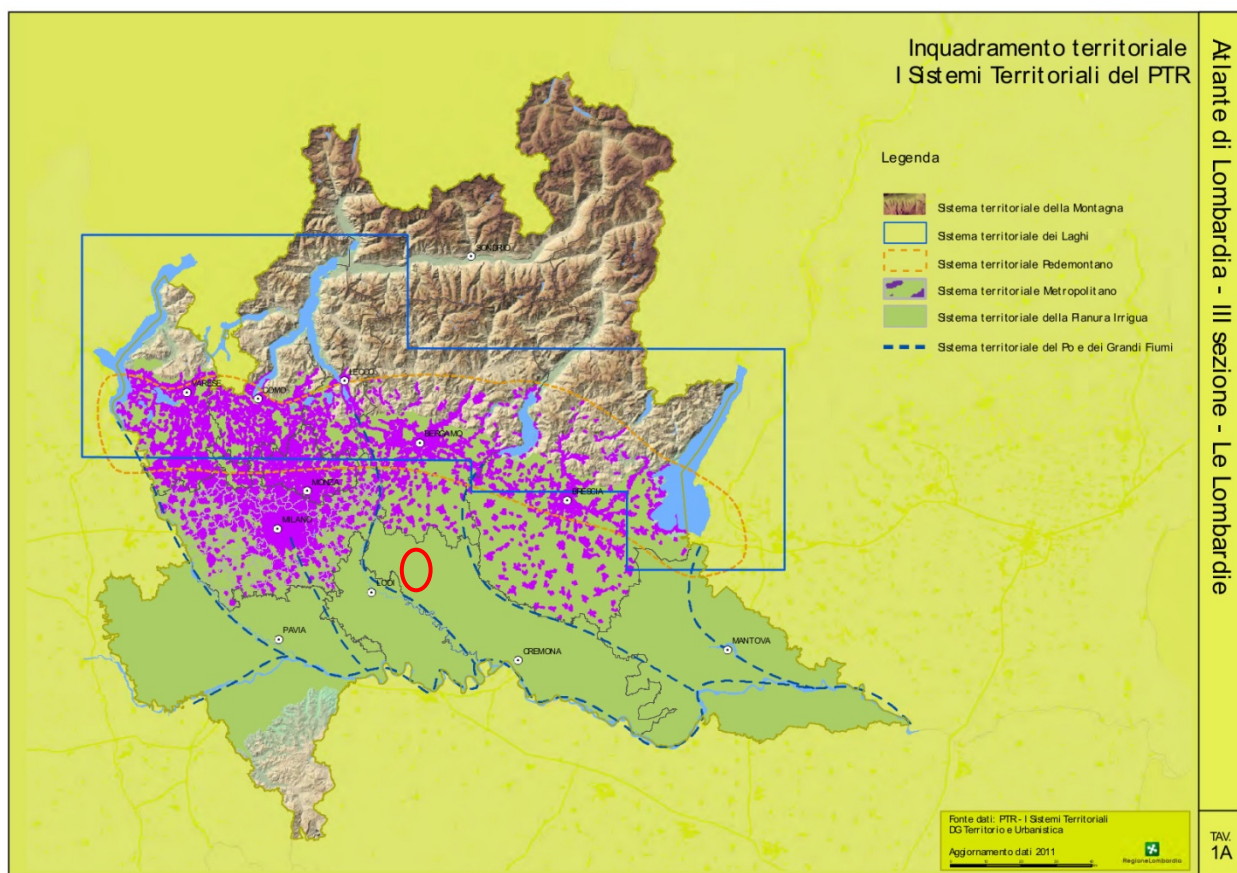 Inquadramento territoriale
I Sistemi Territoriali del PTR
Atlante di Lombardia - III sezione - Le Lombardie
Legenda
Sistema territoriale della Montagna
Sistema territoriale dei Laghi
Sistema territoriale Pedemontano
Sistema territoriale Metropolitano
Sistema territoriale della Pianura Irrigua
Sistema territoriale del Po e dei Grandi Fiumi
SONDRIO
LECCO
VARESE
COMO
BERGAMO
MONZA
BRESCIA
MILANO
LODI
PAVIA
CREMONA
MANTOVA
Fonte dati: PTR - I Sistemi Territoriali
DG Territorio e Urbanistica
Aggiornamento dati 2011
RegioneLombardia
TAV.
1A